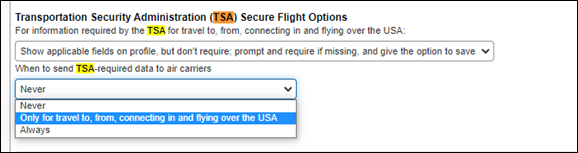 Transportation Security Administration (TSA) Secure Flight Options
For information required by the TSA for travel to, from, connecting in and flying over the USA:
Show applicable fields on profile, but don't require; prompt and require if missing, and give the option to save
When to send TSA-required data to air carriers
Never
Never
Only for travel to, from, connecting in and flying over the USA
Always